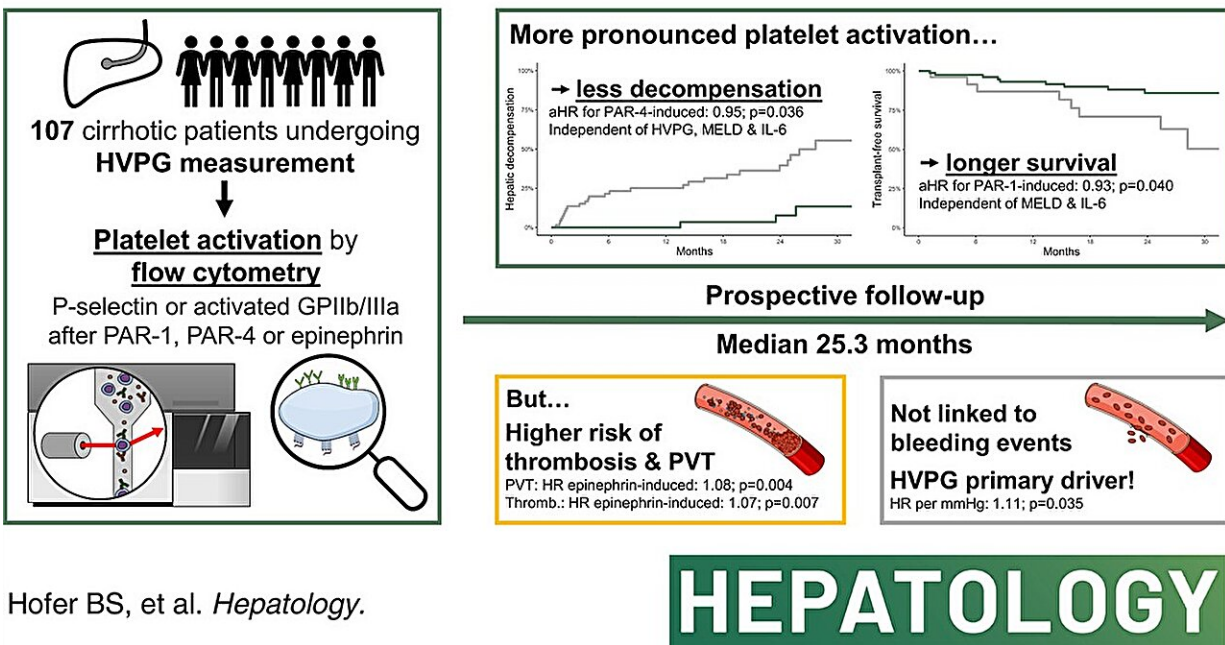 107 cirrhotic patients undergoing
HVPG measurement
Platelet activation by
flow cytometry
P-selectin or activated GPIIb/IIIa
after PAR-1, PAR-4 or epinephrin
More pronounced platelet activation...
→ less decompensation
aHR for PAR-4-induced: 0.95; p=0.036
Independent of HVPG, MELD & IL-6
Hepatic decompensation
100%
75%
50%
25%
0%
0
6
12
18
24
30
Months
→ longer survival
aHR for PAR-1-induced: 0.93; p=0.040
Independent of MELD & IL-6
Transplant-free survival
100%
75%
50%
25%
0%
0
6
12
18
24
30
Months
Prospective follow-up
Median 25.3 months
But...
Higher risk of
thrombosis & PVT
PVT: HR epinephrin-induced: 1.08; p=0.004
Thromb.: HR epinephrin-induced: 1.07; p=0.007
Not linked to
bleeding events
HVPG primary driver!
HR per mmHg: 1.11; p=0.035
Hofer BS, et al. Hepatology.
HEPATOLOGY